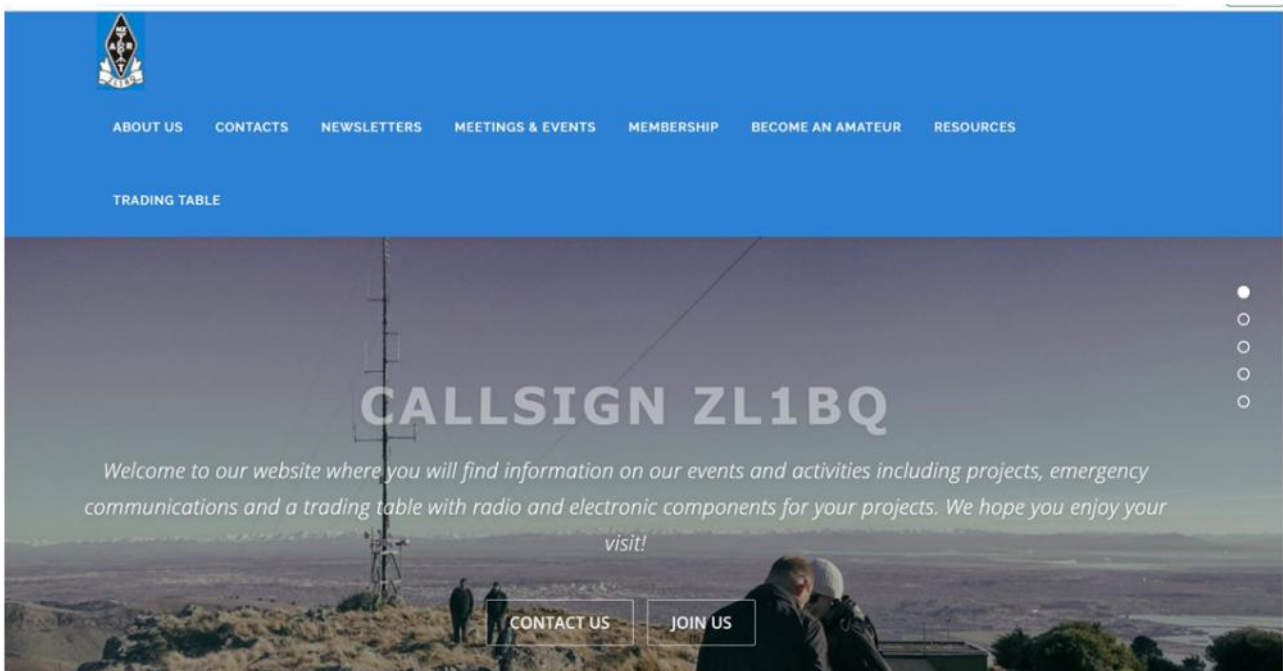 NZ
A R
ZL1BQ
ABOUT US CONTACTS NEWSLETTERS MEETINGS & EVENTS MEMBERSHIP BECOME AN AMATEUR RESOURCES
TRADING TABLE
CALLSIGN ZL1BQ
Welcome to our website where you will find information on our events and activities including projects, emergency
communications and a trading table with radio and electronic components for your projects. We hope you enjoy your
visit!
CONTACT US JOIN US